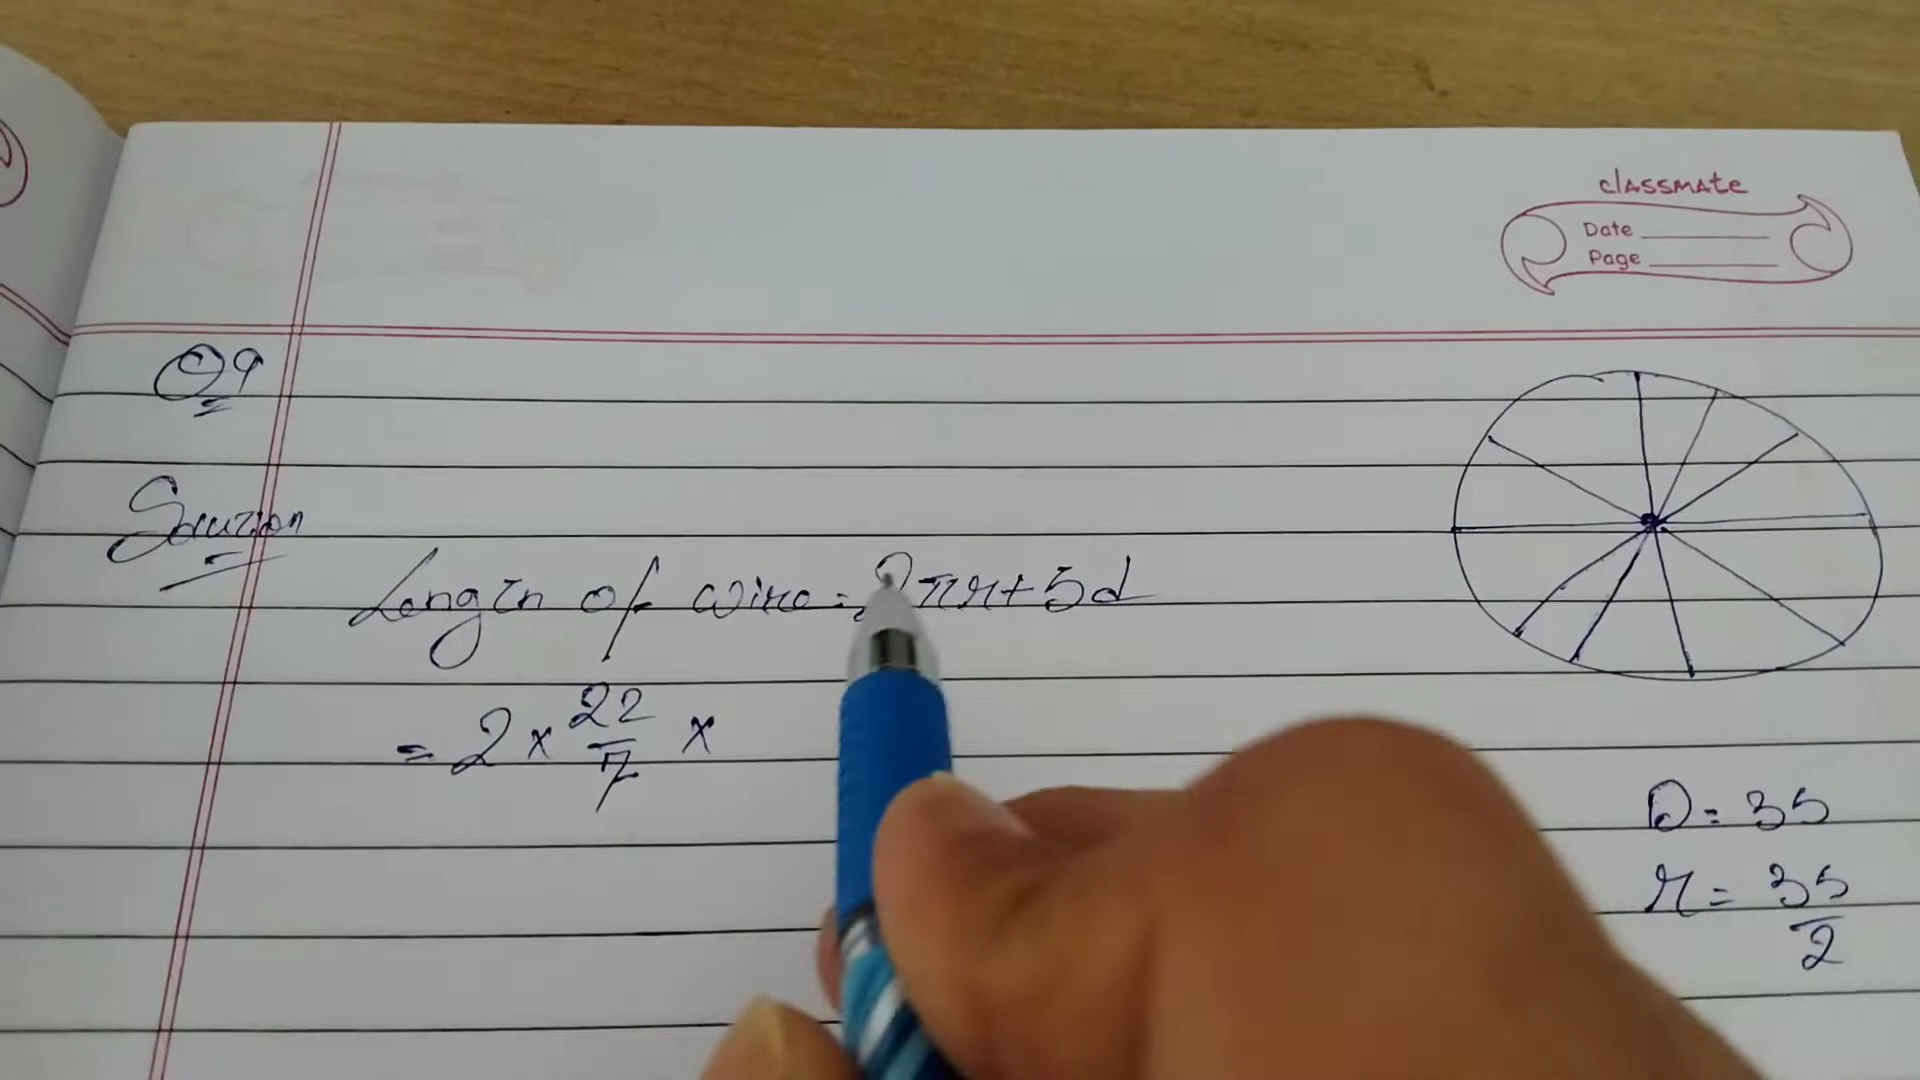 classmate
Date
Page
Q9
Solution
Length of wire = 2πr + 5d
= 2 × 22/7 ×
D = 35
r = 35/2